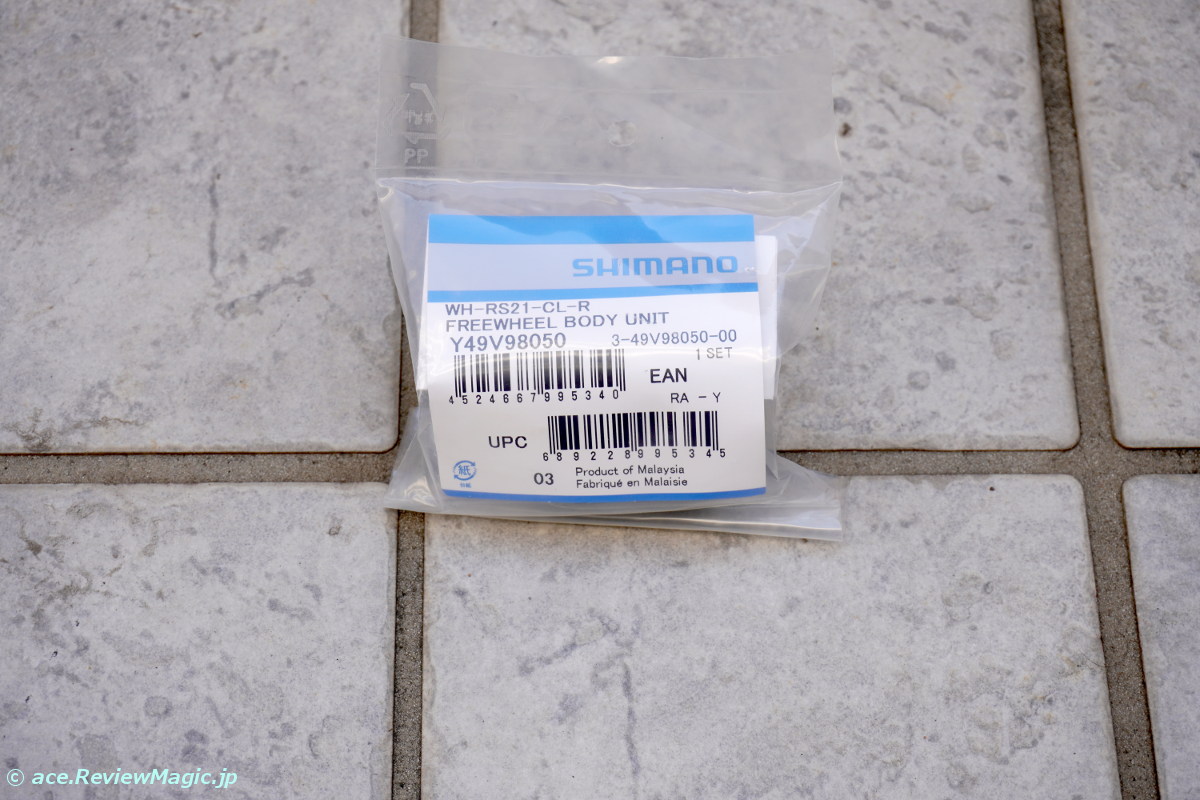 PP
SHIMANO
WH-RS21-CL-R
FREEWHEEL BODY UNIT
Y49V98050 3-49V98050-00
1 SET
4524667995340
EAN
RA - Y
UPC
689228995345
紙
03 Product of Malaysia
Fabriqué en Malaisie
© ace.ReviewMagic.jp